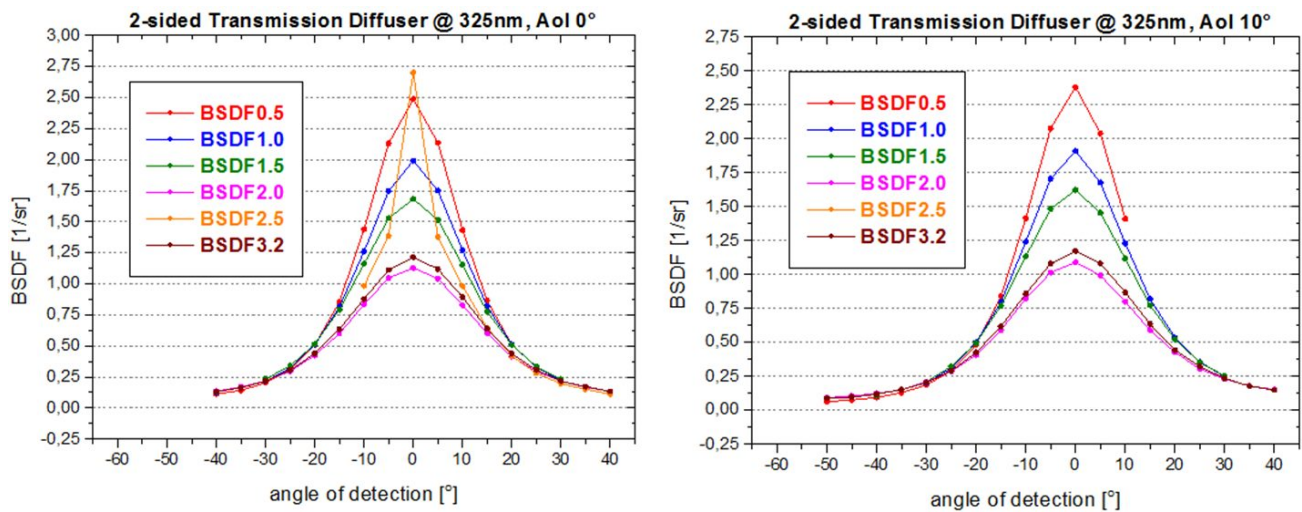 2-sided Transmission Diffuser @ 325nm, AoI 0°
3,00
2,75
2,50
2,25
2,00
1,75
1,50
1,25
1,00
0,75
0,50
0,25
0,00
-0,25
BSDF [1/sr]
BSDF0.5
BSDF1.0
BSDF1.5
BSDF2.0
BSDF2.5
BSDF3.2
-60 -50 -40 -30 -20 -10 0 10 20 30 40
angle of detection [°]
2-sided Transmission Diffuser @ 325nm, AoI 10°
2,75
2,50
2,25
2,00
1,75
1,50
1,25
1,00
0,75
0,50
0,25
0,00
-0,25
BSDF [1/sr]
BSDF0.5
BSDF1.0
BSDF1.5
BSDF2.0
BSDF2.5
BSDF3.2
-60 -50 -40 -30 -20 -10 0 10 20 30 40
angle of detection [°]